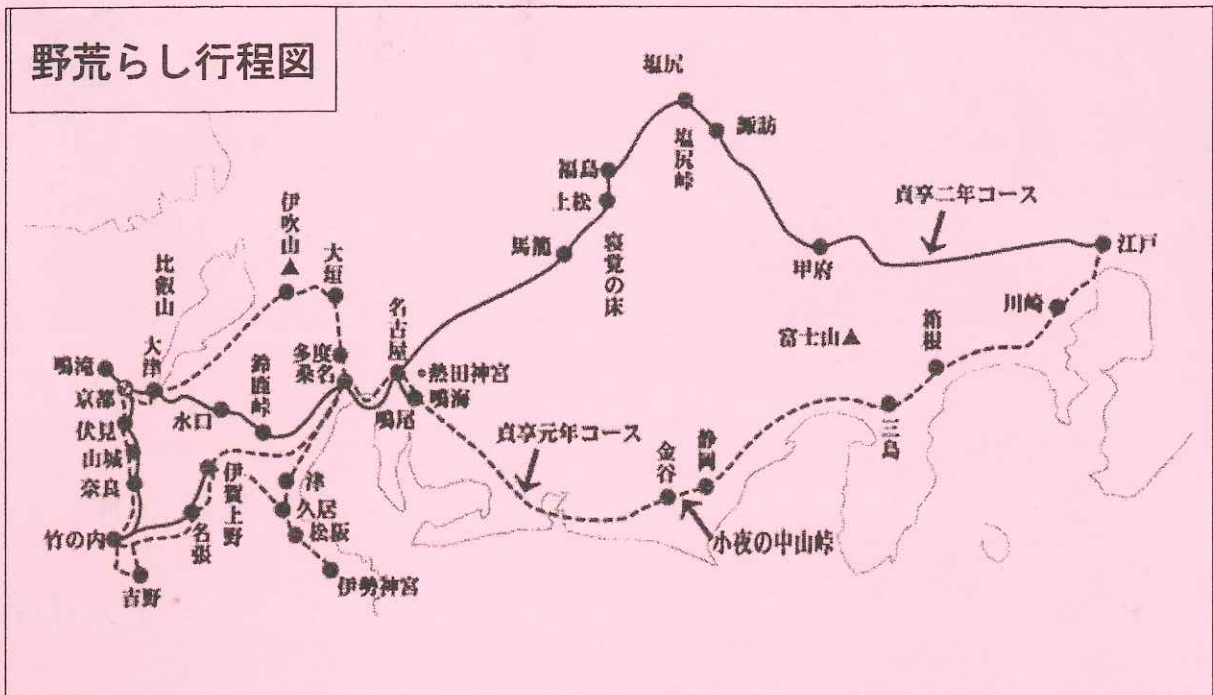 野荒らし行程図
塩尻
諏訪
塩尻峠
福島
上松
寝覚の床
馬籠
貞享二年コース
甲府
江戸
川崎
箱根
富士山
三島
伊吹山
大垣
比叡山
大津
鳴滝
京都
伏見
山城
奈良
竹の内
吉野
水口
鈴鹿峠
多度
桑名
名古屋
熱田神宮
鳴海
鳴尾
貞享元年コース
金谷
静岡
小夜の中山峠
伊賀上野
名張
津
久居
松阪
伊勢神宮